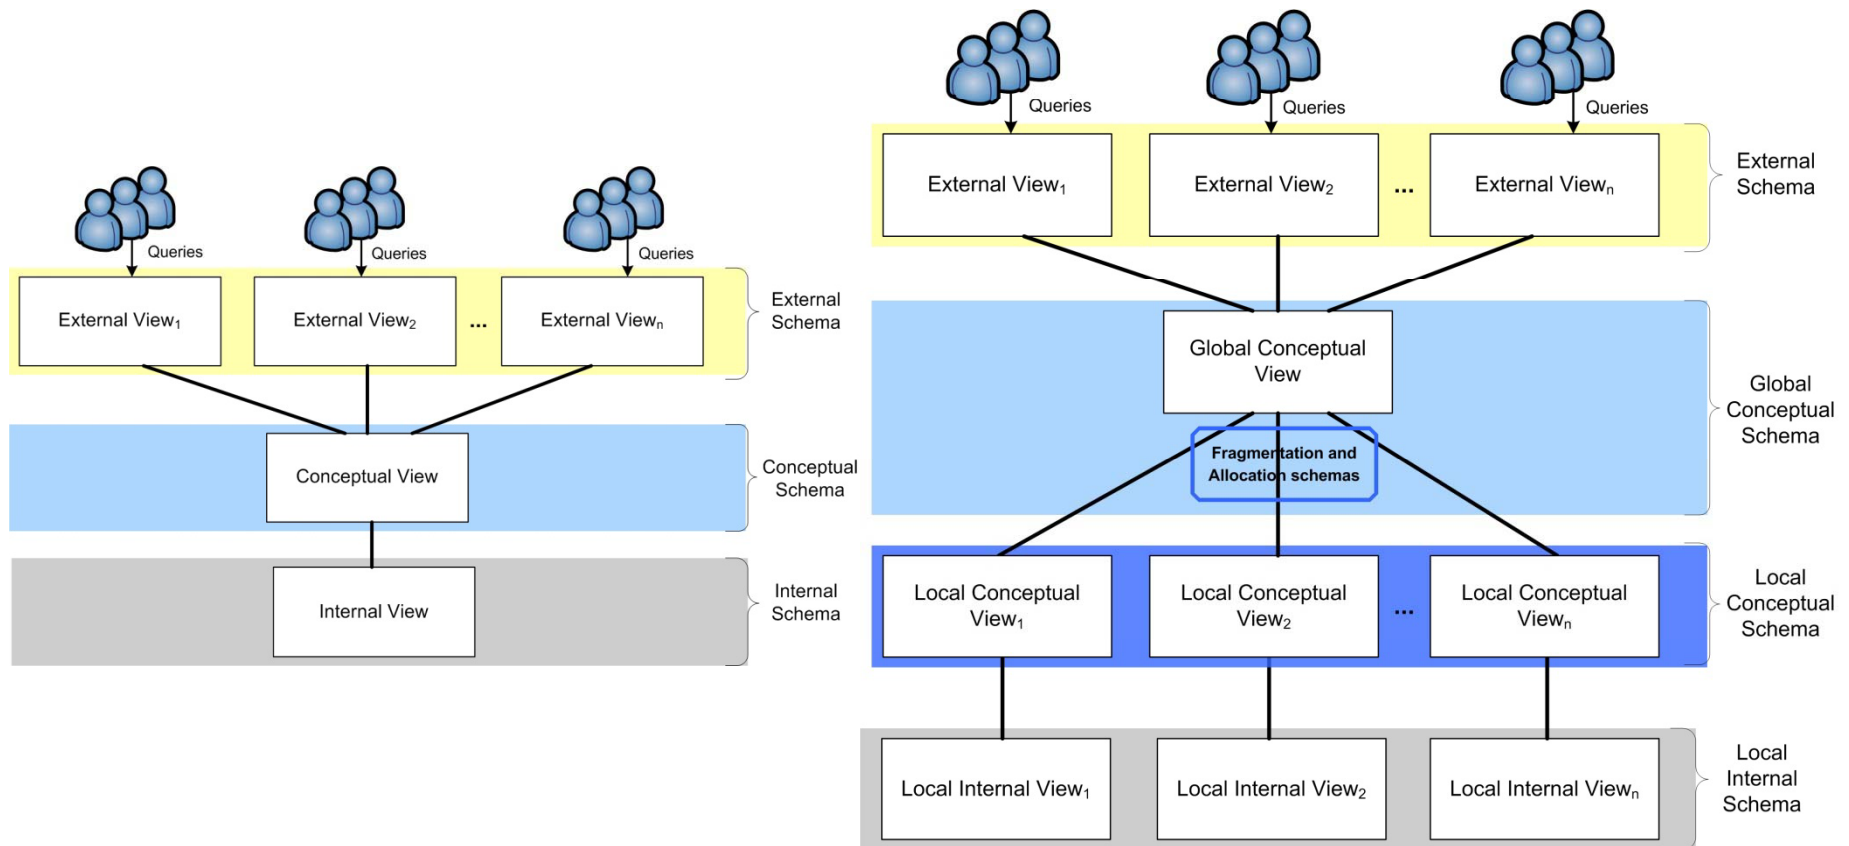 Queries
Queries
Queries
External View₁
External View₂
...
External Viewₙ
External
Schema
Conceptual View
Conceptual
Schema
Internal View
Internal
Schema
Queries
Queries
Queries
External View₁
External View₂
...
External Viewₙ
External
Schema
Global Conceptual
View
Global
Conceptual
Schema
Fragmentation and
Allocation schemas
Local Conceptual
View₁
Local Conceptual
View₂
...
Local Conceptual
Viewₙ
Local
Conceptual
Schema
Local Internal View₁
Local Internal View₂
Local Internal Viewₙ
Local
Internal
Schema